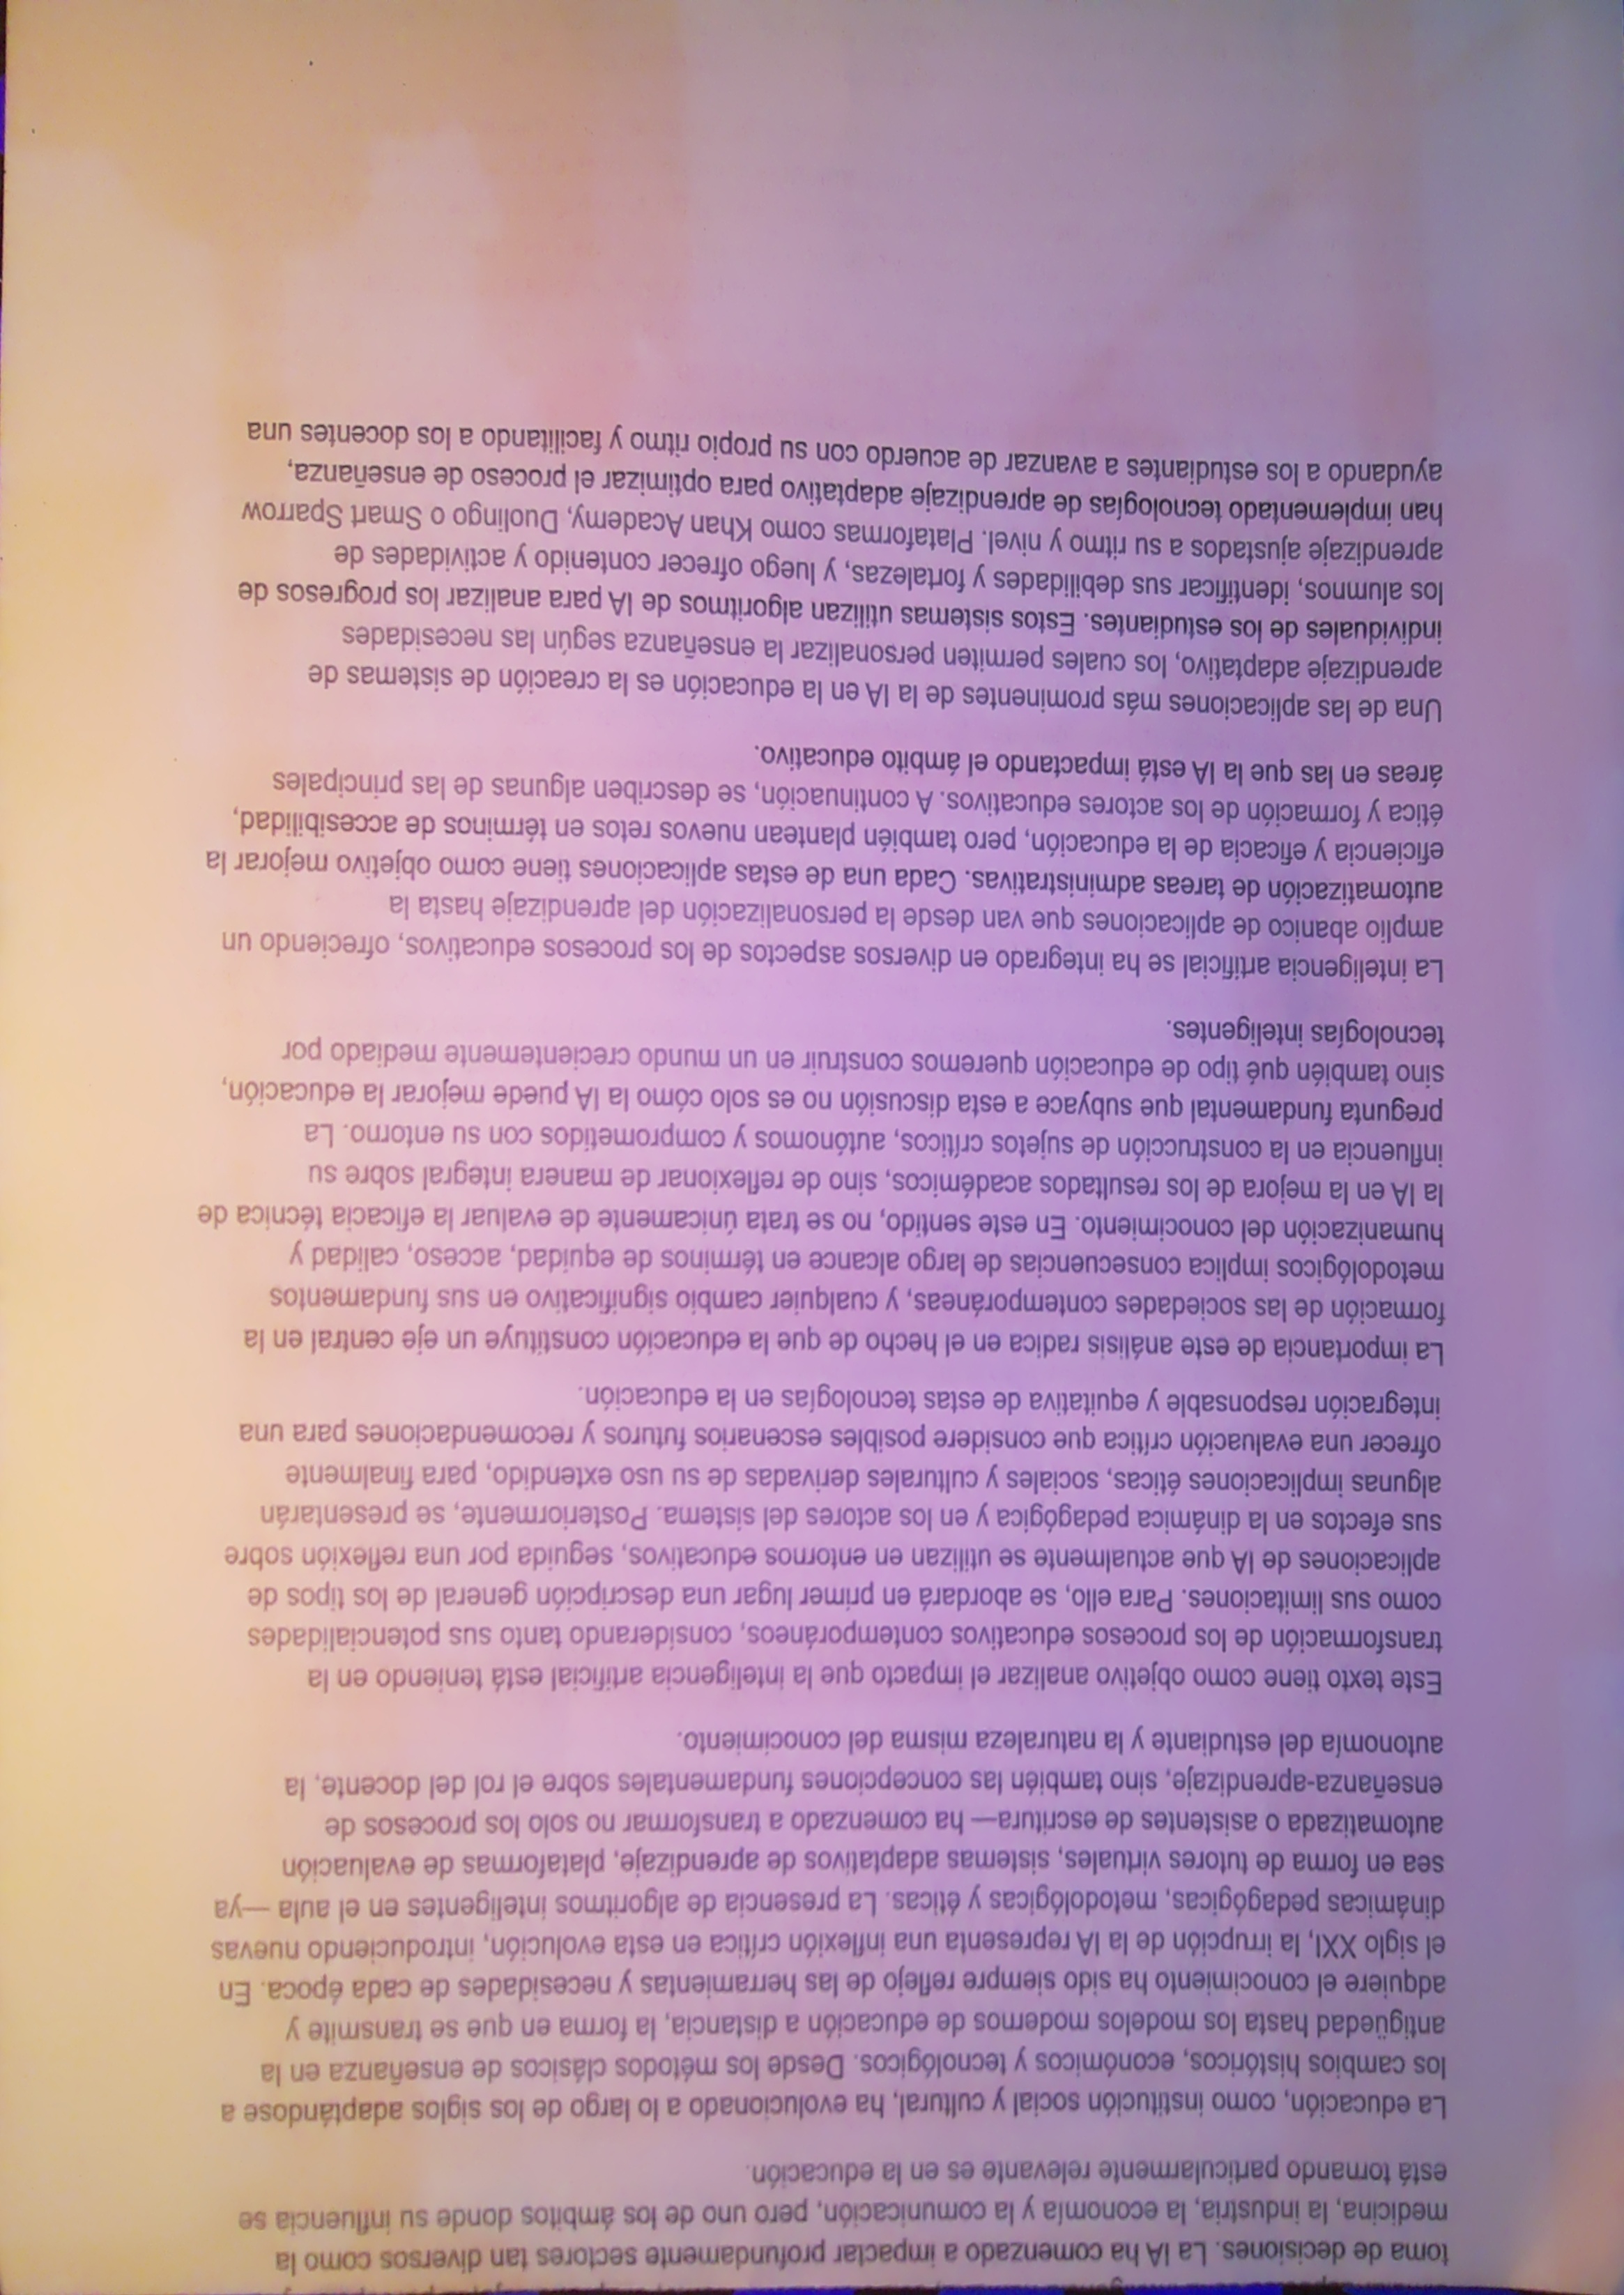 toma de decisiones. La IA ha comenzado a impactar profundamente sectores tan diversos como la
medicina, la industria, la economía y la comunicación, pero uno de los ámbitos donde su influencia se
está tornando particularmente relevante es en la educación.
La educación, como institución social y cultural, ha evolucionado a lo largo de los siglos adaptándose a
los cambios históricos, económicos y tecnológicos. Desde los métodos clásicos de enseñanza en la
antigüedad hasta los modelos modernos de educación a distancia, la forma en que se transmite y
adquiere el conocimiento ha sido siempre reflejo de las herramientas y necesidades de cada época. En
el siglo XXI, la irrupción de la IA representa una inflexión crítica en esta evolución, introduciendo nuevas
dinámicas pedagógicas, metodológicas y éticas. La presencia de algoritmos inteligentes en el aula —ya
sea en forma de tutores virtuales, sistemas adaptativos de aprendizaje, plataformas de evaluación
automatizada o asistentes de escritura— ha comenzado a transformar no solo los procesos de
enseñanza-aprendizaje, sino también las concepciones fundamentales sobre el rol del docente, la
autonomía del estudiante y la naturaleza misma del conocimiento.
Este texto tiene como objetivo analizar el impacto que la inteligencia artificial está teniendo en la
transformación de los procesos educativos contemporáneos, considerando tanto sus potencialidades
como sus limitaciones. Para ello, se abordará en primer lugar una descripción general de los tipos de
aplicaciones de IA que actualmente se utilizan en entornos educativos, seguida por una reflexión sobre
sus efectos en la dinámica pedagógica y en los actores del sistema. Posteriormente, se presentarán
algunas implicaciones éticas, sociales y culturales derivadas de su uso extendido, para finalmente
ofrecer una evaluación crítica que considere posibles escenarios futuros y recomendaciones para una
integración responsable y equitativa de estas tecnologías en la educación.
La importancia de este análisis radica en el hecho de que la educación constituye un eje central en la
formación de las sociedades contemporáneas, y cualquier cambio significativo en sus fundamentos
metodológicos implica consecuencias de largo alcance en términos de equidad, acceso, calidad y
humanización del conocimiento. En este sentido, no se trata únicamente de evaluar la eficacia técnica de
la IA en la mejora de los resultados académicos, sino de reflexionar de manera integral sobre su
influencia en la construcción de sujetos críticos, autónomos y comprometidos con su entorno. La
pregunta fundamental que subyace a esta discusión no es solo cómo la IA puede mejorar la educación,
sino también qué tipo de educación queremos construir en un mundo crecientemente mediado por
tecnologías inteligentes.
La inteligencia artificial se ha integrado en diversos aspectos de los procesos educativos, ofreciendo un
amplio abanico de aplicaciones que van desde la personalización del aprendizaje hasta la
automatización de tareas administrativas. Cada una de estas aplicaciones tiene como objetivo mejorar la
eficiencia y eficacia de la educación, pero también plantean nuevos retos en términos de accesibilidad,
ética y formación de los actores educativos. A continuación, se describen algunas de las principales
áreas en las que la IA está impactando el ámbito educativo.
Una de las aplicaciones más prominentes de la IA en la educación es la creación de sistemas de
aprendizaje adaptativo, los cuales permiten personalizar la enseñanza según las necesidades
individuales de los estudiantes. Estos sistemas utilizan algoritmos de IA para analizar los progresos de
los alumnos, identificar sus debilidades y fortalezas, y luego ofrecer contenido y actividades de
aprendizaje ajustados a su ritmo y nivel. Plataformas como Khan Academy, Duolingo o Smart Sparrow
han implementado tecnologías de aprendizaje adaptativo para optimizar el proceso de enseñanza,
ayudando a los estudiantes a avanzar de acuerdo con su propio ritmo y facilitando a los docentes una